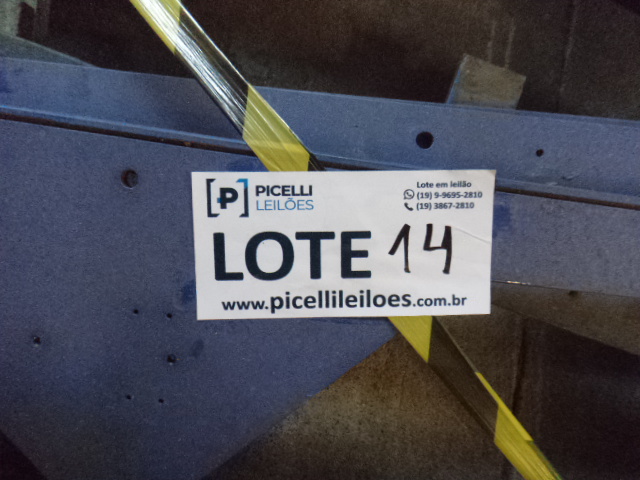 P PICELLI
LEILÕES
Lote em leilão
(19) 9-9695-2810
(19) 3867-2810
LOTE 14
www.picellileiloes.com.br